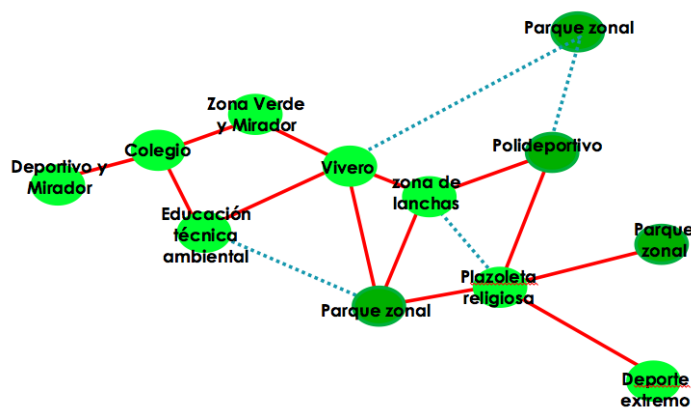 Parque zonal
Zona Verde
y Mirador
Colegio
Polideportivo
Deportivo y
Mirador
Vivero
zona de
lanchas
Educación
técnica
ambiental
Parque
zonal
Plazoleta
religiosa
Parque zonal
Deporte
extremo